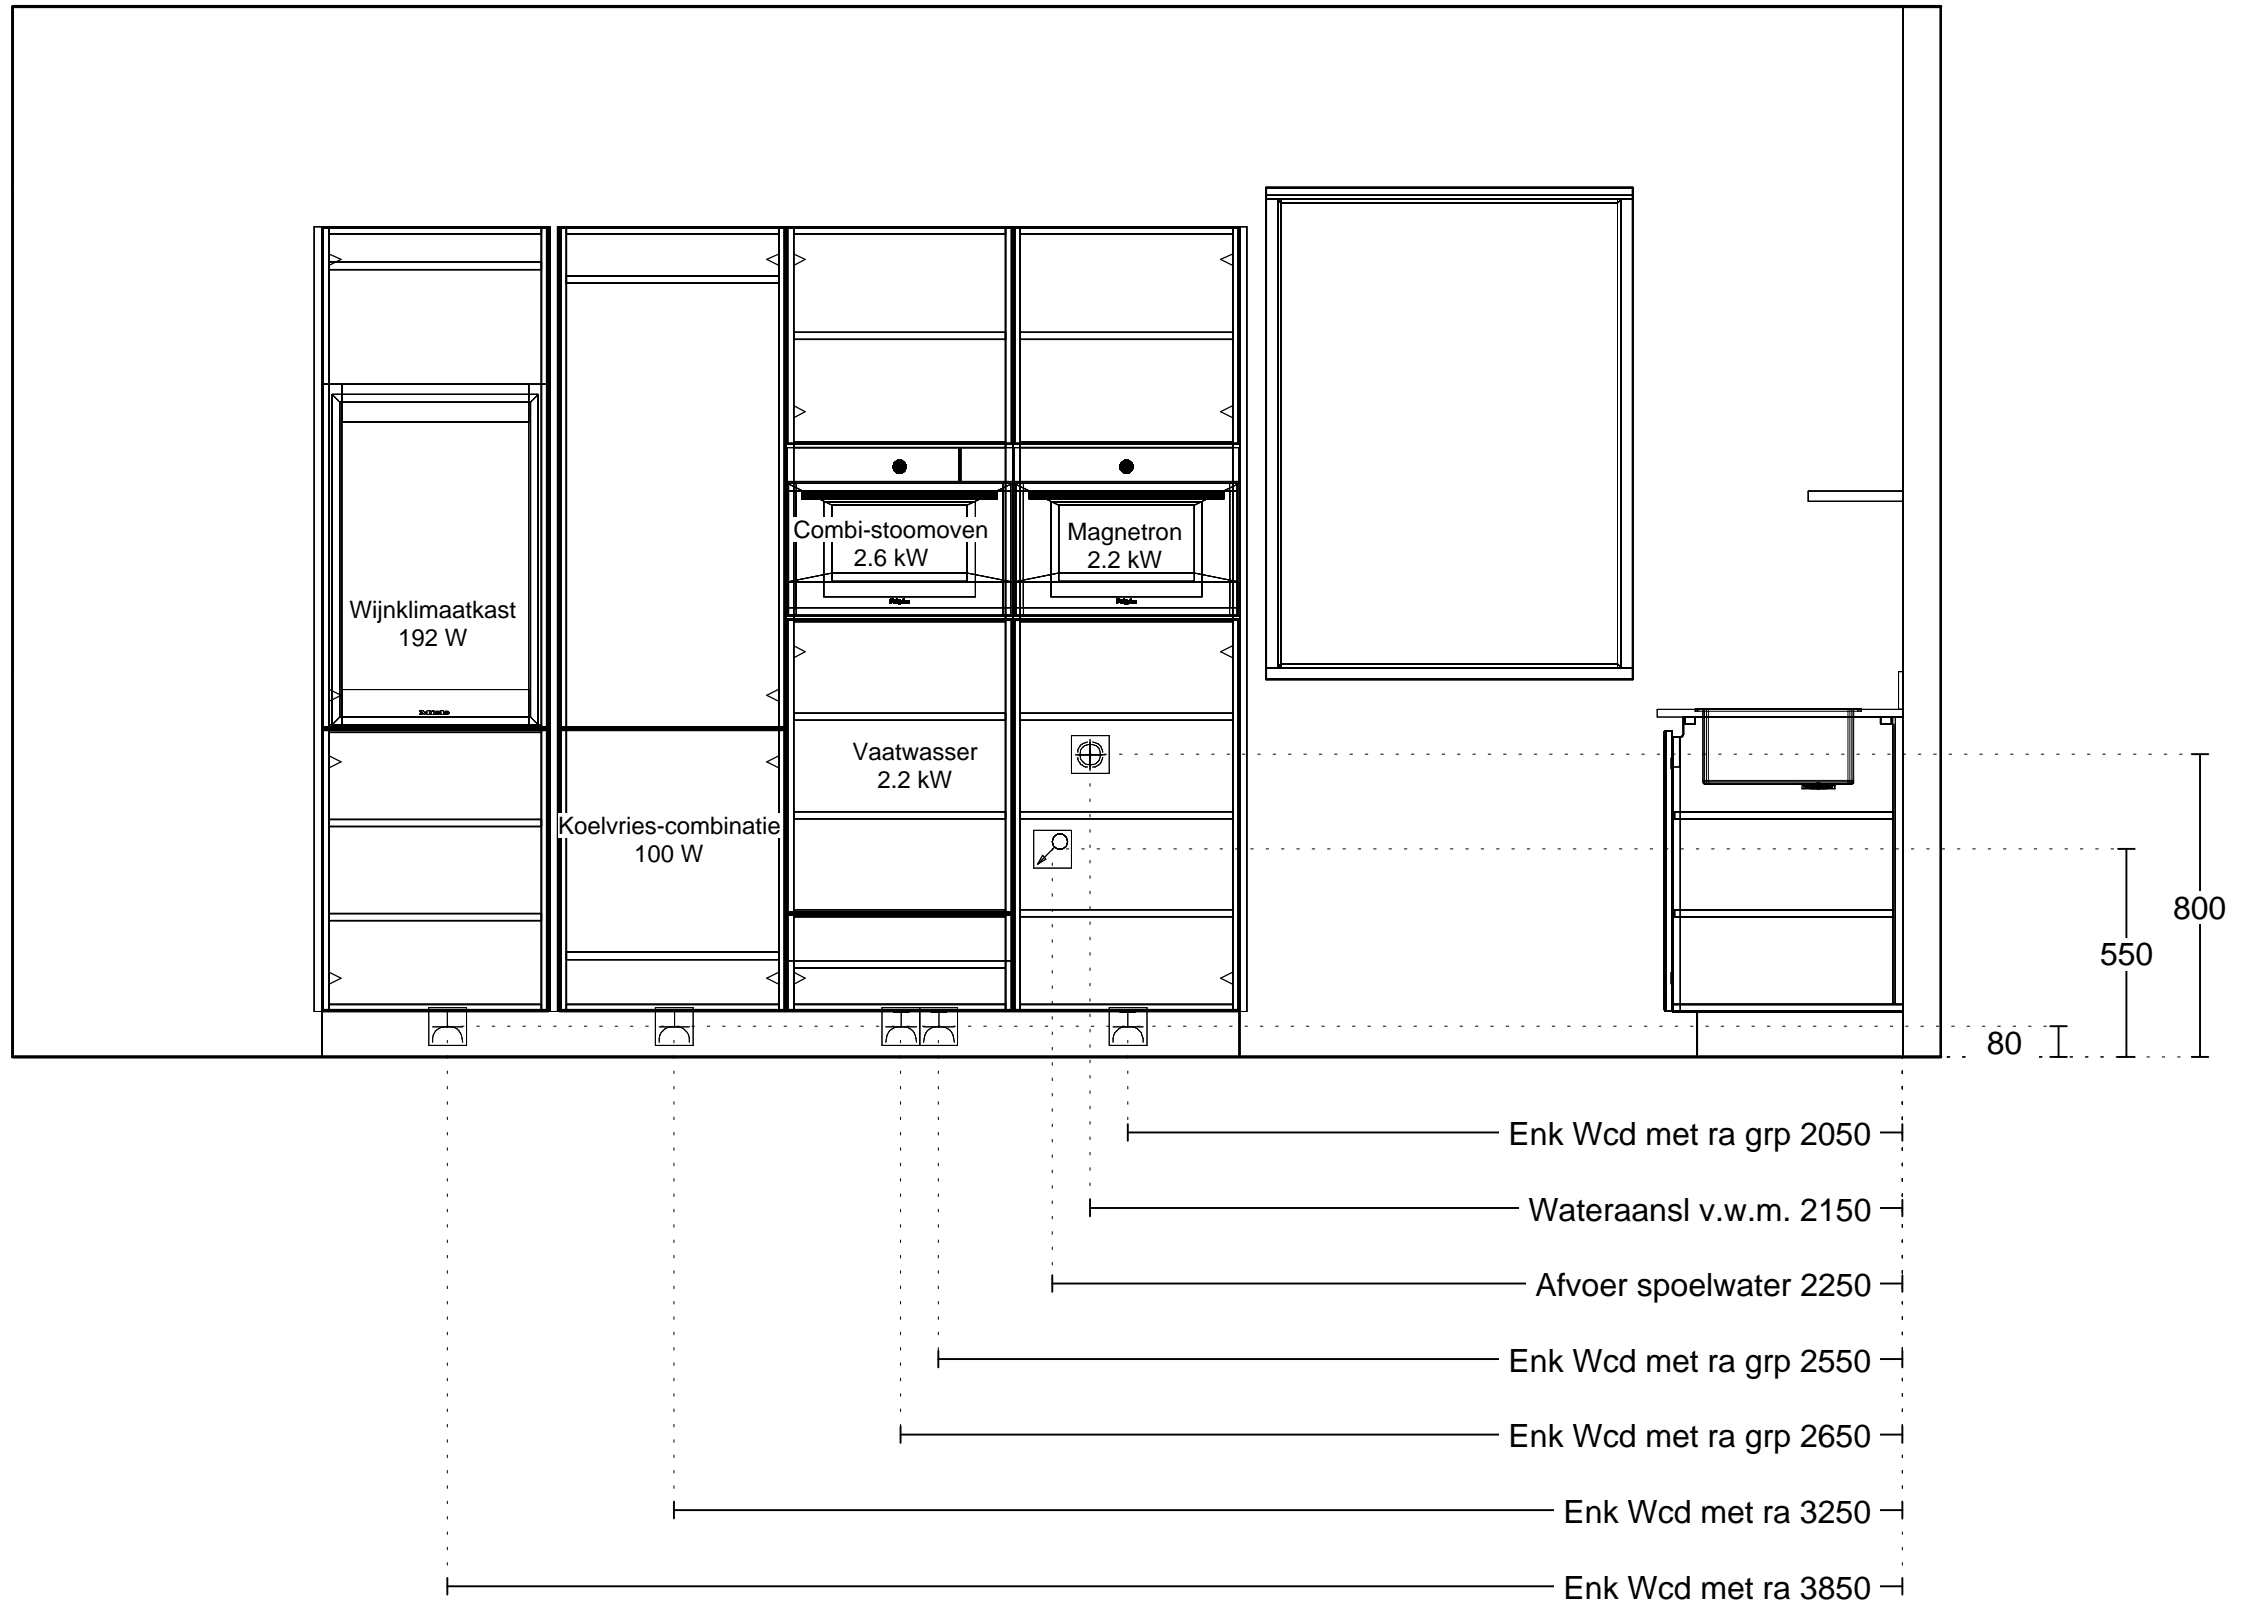 Combi-stoomoven
2.6 kW
Magnetron
2.2 kW
Wijnklimaatkast
192 W
Vaatwasser
2.2 kW
Koelvries-combinatie
100 W
800
550
80
Enk Wcd met ra grp 2050
Wateraansl v.w.m. 2150
Afvoer spoelwater 2250
Enk Wcd met ra grp 2550
Enk Wcd met ra grp 2650
Enk Wcd met ra 3250
Enk Wcd met ra 3850